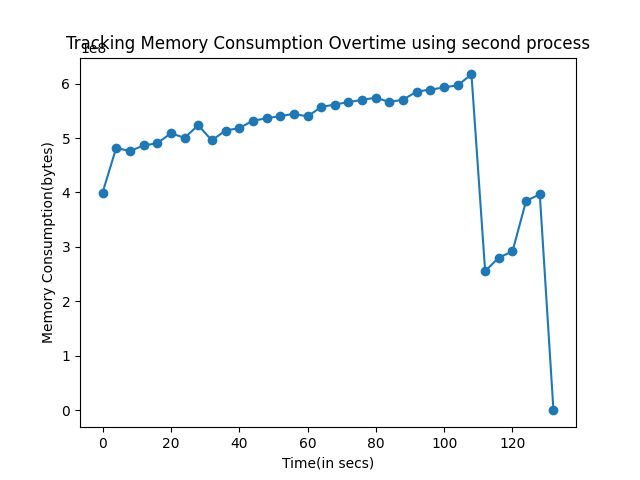 Tracking Memory Consumption Overtime using second process
1e8
6
5
4
3
2
1
0
Memory Consumption(bytes)
0 20 40 60 80 100 120
Time(in secs)